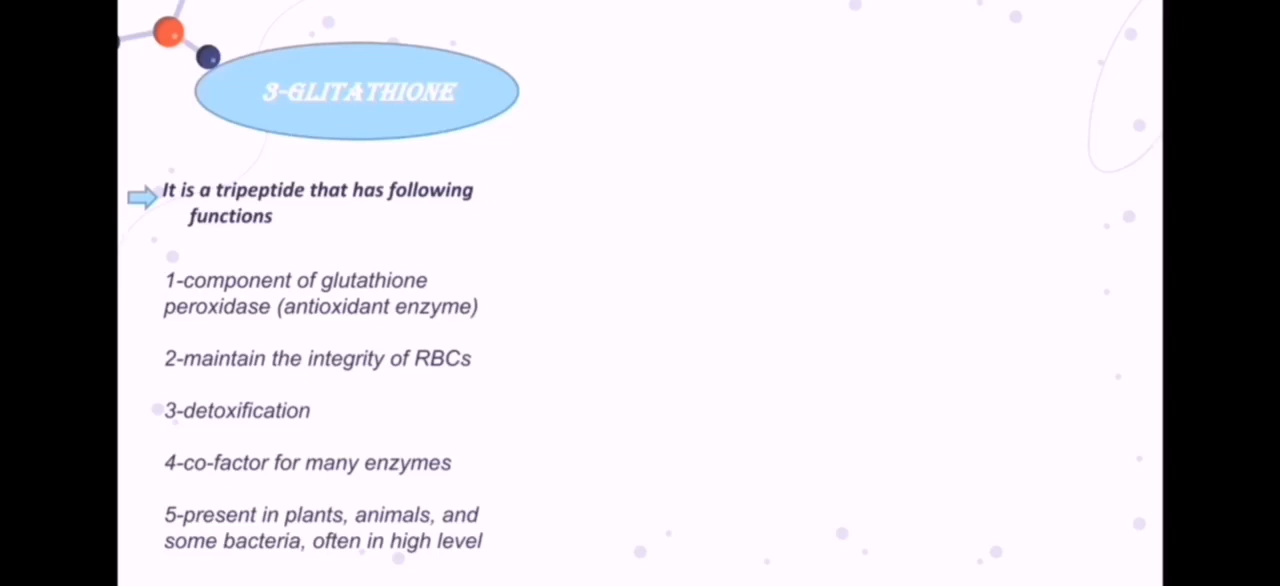 3-GLITATHIONE
It is a tripeptide that has following
functions
1-component of glutathione
peroxidase (antioxidant enzyme)
2-maintain the integrity of RBCs
3-detoxification
4-co-factor for many enzymes
5-present in plants, animals, and
some bacteria, often in high level